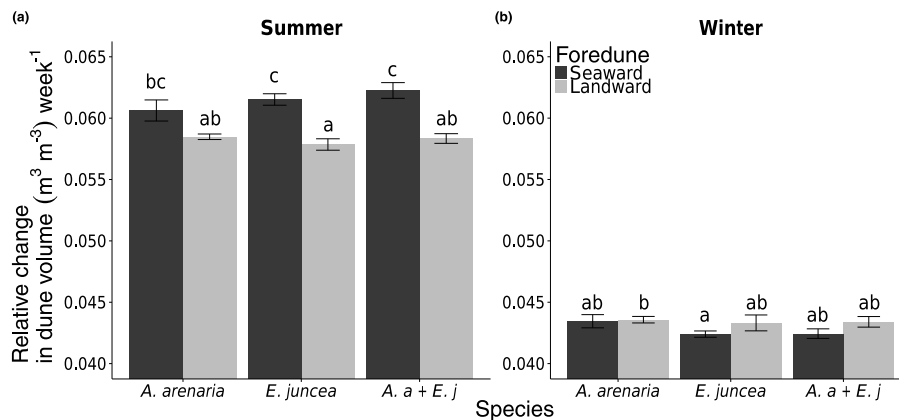 (a)
Summer
Relative change
in dune volume (m³ m⁻³) week⁻¹
0.065
0.060
0.055
0.050
0.045
0.040
bc
ab
c
a
c
ab
A. arenaria
E. juncea
A. a + E. j
(b)
Winter
Foredune
Seaward
Landward
0.065
0.060
0.055
0.050
0.045
0.040
ab
b
a
ab
ab
ab
A. arenaria
E. juncea
A. a + E. j
Species